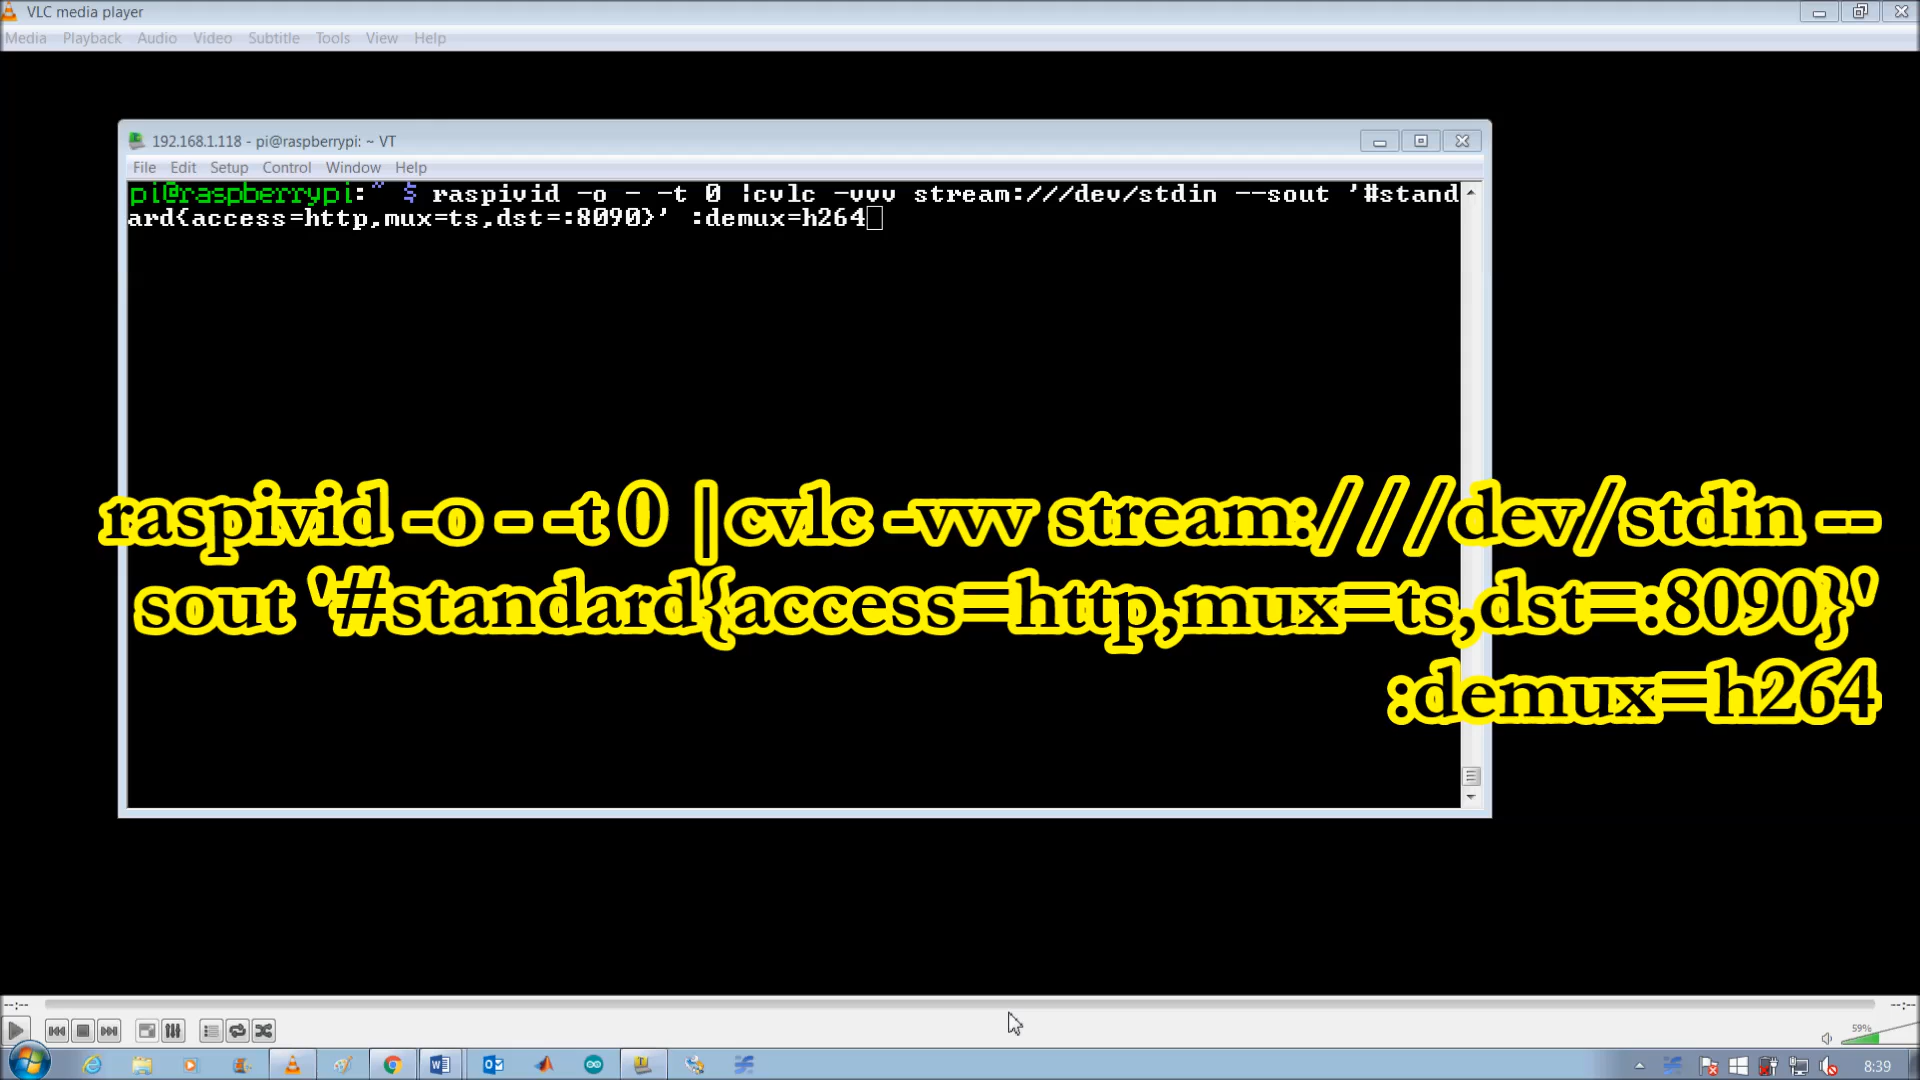 VLC media player
Media Playback Audio Video Subtitle Tools View Help
192.168.1.118 - pi@raspberrypi: ~ VT
File Edit Setup Control Window Help
pi@raspberrypi:~ $ raspivid -o - -t 0 |cvlc -vvv stream:///dev/stdin --sout '#stand
ard{access=http,mux=ts,dst=:8090}' :demux=h264
raspivid -o - -t 0 |cvlc -vvv stream:///dev/stdin --
sout '#standard{access=http,mux=ts,dst=:8090}'
:demux=h264
--:-- --:--
59%
8:39